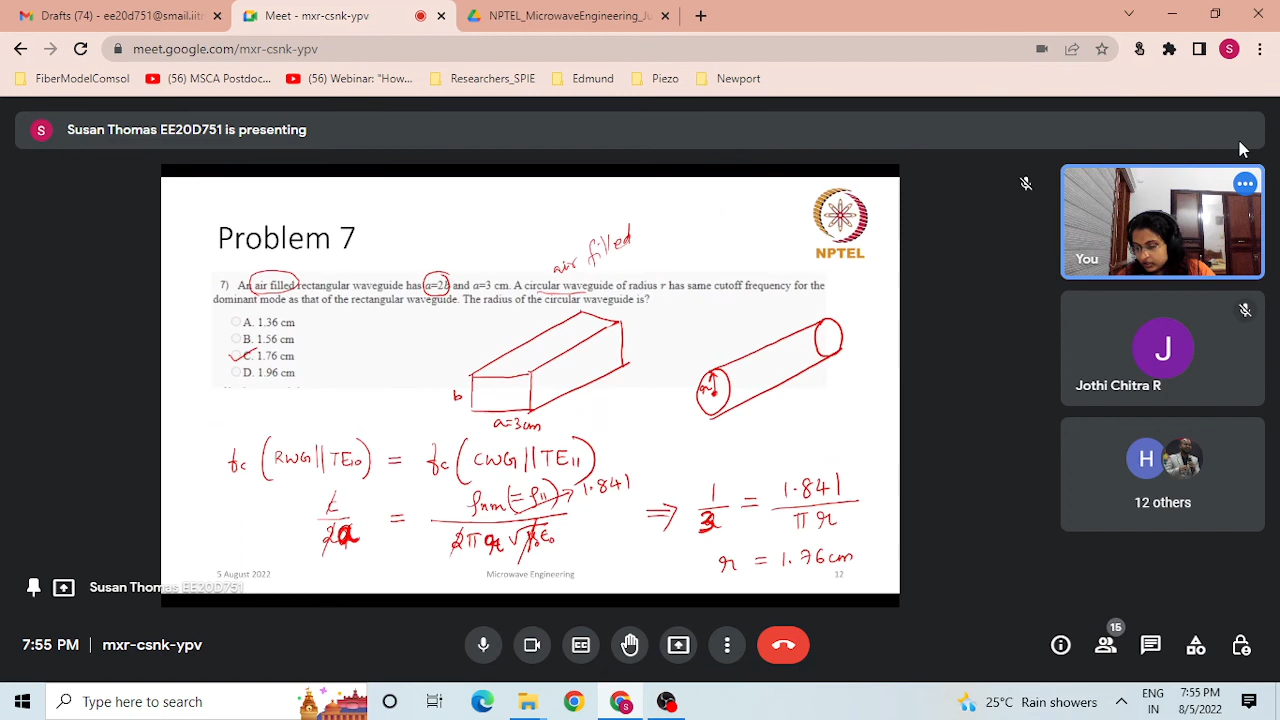 Drafts (74) - ee20d751@smail.iitm
Meet - mxr-csnk-ypv
NPTEL_MicrowaveEngineering_Ju
meet.google.com/mxr-csnk-ypv
S
FiberModelComsol
(56) MSCA Postdoc...
(56) Webinar: "How...
Researchers_SPIE
Edmund
Piezo
Newport
S
Susan Thomas EE20D751 is presenting
Problem 7
air filled
NPTEL
7) An air filled rectangular waveguide has a=2b and a=3 cm. A circular waveguide of radius r has same cutoff frequency for the
dominant mode as that of the rectangular waveguide. The radius of the circular waveguide is?
A. 1.36 cm
B. 1.56 cm
C. 1.76 cm
D. 1.96 cm
b
a=3cm
r
fc (RWG||TE10) = fc (CWG||TE11)
1.841
1 = 1.841
3 πr
r = 1.76cm
5 August 2022
Microwave Engineering
12
Susan Thomas EE20D751
You
J
Jothi Chitra R
H
12 others
7:55 PM | mxr-csnk-ypv
15
Type here to search
25°C Rain showers
ENG
IN
7:55 PM
8/5/2022